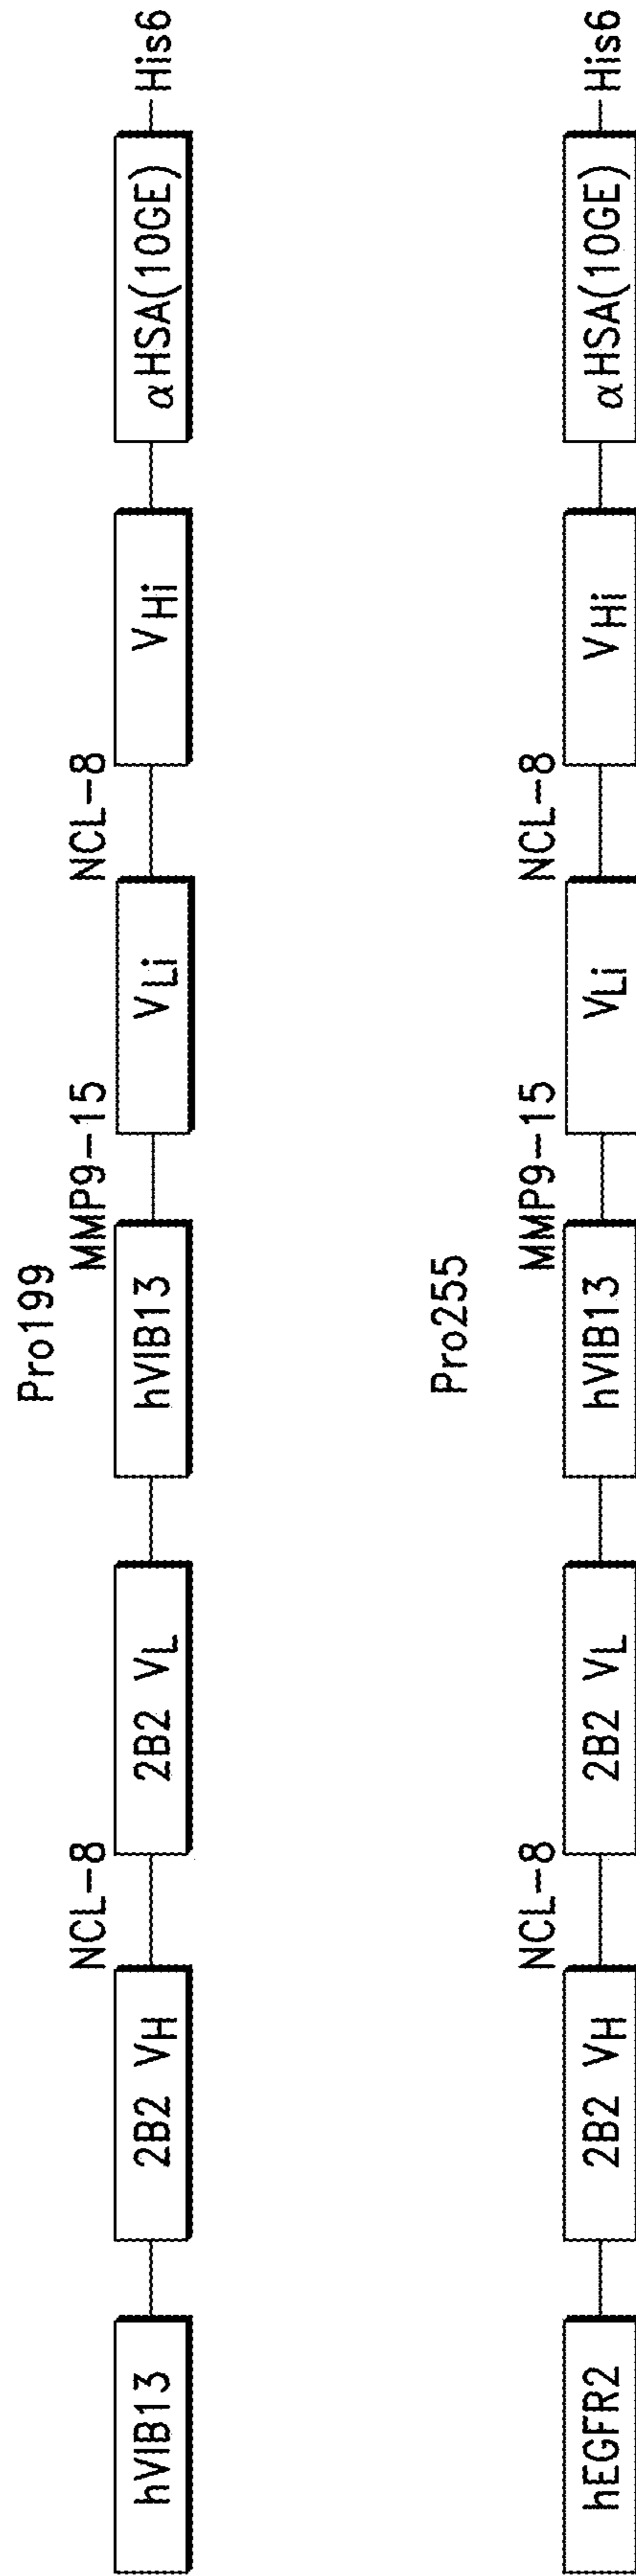 Pro199
NCL-8 MMP9-15 NCL-8
hVIB13 2B2 VH 2B2 VL hVIB13 VLi VHi αHSA(10GE) His6
Pro255
NCL-8 MMP9-15 NCL-8
hEGFR2 2B2 VH 2B2 VL hVIB13 VLi VHi αHSA(10GE) His6